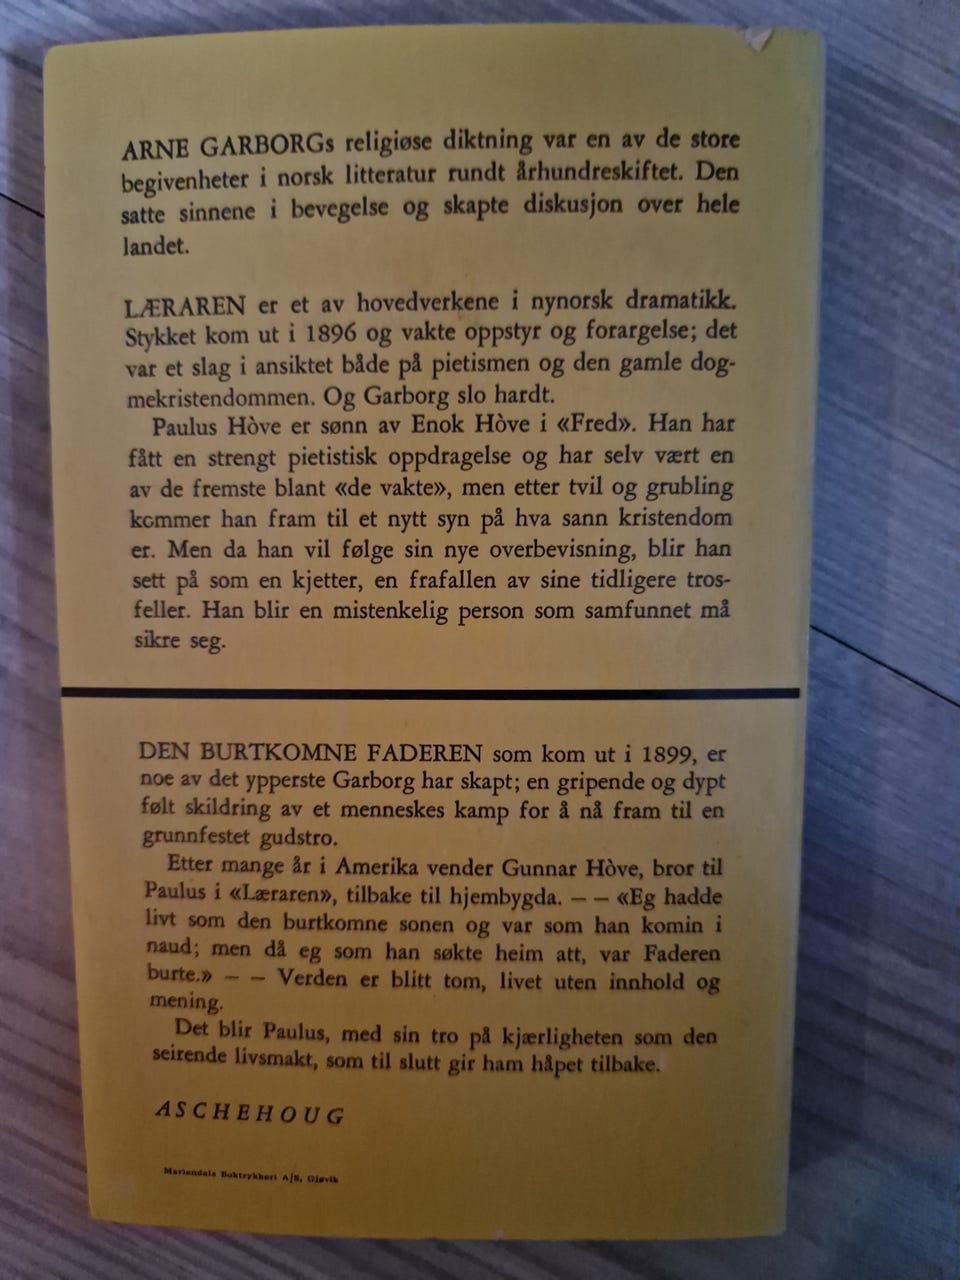 ARNE GARBORGs religiøse diktning var en av de store
begivenheter i norsk litteratur rundt århundreskiftet. Den
satte sinnene i bevegelse og skapte diskusjon over hele
landet.
LÆRAREN er et av hovedverkene i nynorsk dramatikk.
Stykket kom ut i 1896 og vakte oppstyr og forargelse; det
var et slag i ansiktet både på pietismen og den gamle dog-
mekristendommen. Og Garborg slo hardt.
Paulus Hòve er sønn av Enok Hòve i «Fred». Han har
fått en strengt pietistisk oppdragelse og har selv vært en
av de fremste blant «de vakte», men etter tvil og grubling
kommer han fram til et nytt syn på hva sann kristendom
er. Men da han vil følge sin nye overbevisning, blir han
sett på som en kjetter, en frafallen av sine tidligere tros-
feller. Han blir en mistenkelig person som samfunnet må
sikre seg.
DEN BURTKOMNE FADEREN som kom ut i 1899, er
noe av det ypperste Garborg har skapt; en gripende og dypt
følt skildring av et menneskes kamp for å nå fram til en
grunnfestet gudstro.
Etter mange år i Amerika vender Gunnar Hòve, bror til
Paulus i «Læraren», tilbake til hjembygda. — — «Eg hadde
livt som den burtkomne sonen og var som han komin i
naud; men då eg som han søkte heim att, var Faderen
burte.» — — Verden er blitt tom, livet uten innhold og
mening.
Det blir Paulus, med sin tro på kjærligheten som den
seirende livsmakt, som til slutt gir ham håpet tilbake.
ASCHEHOUG
Mariendals Boktrykkeri A/S, Gjøvik